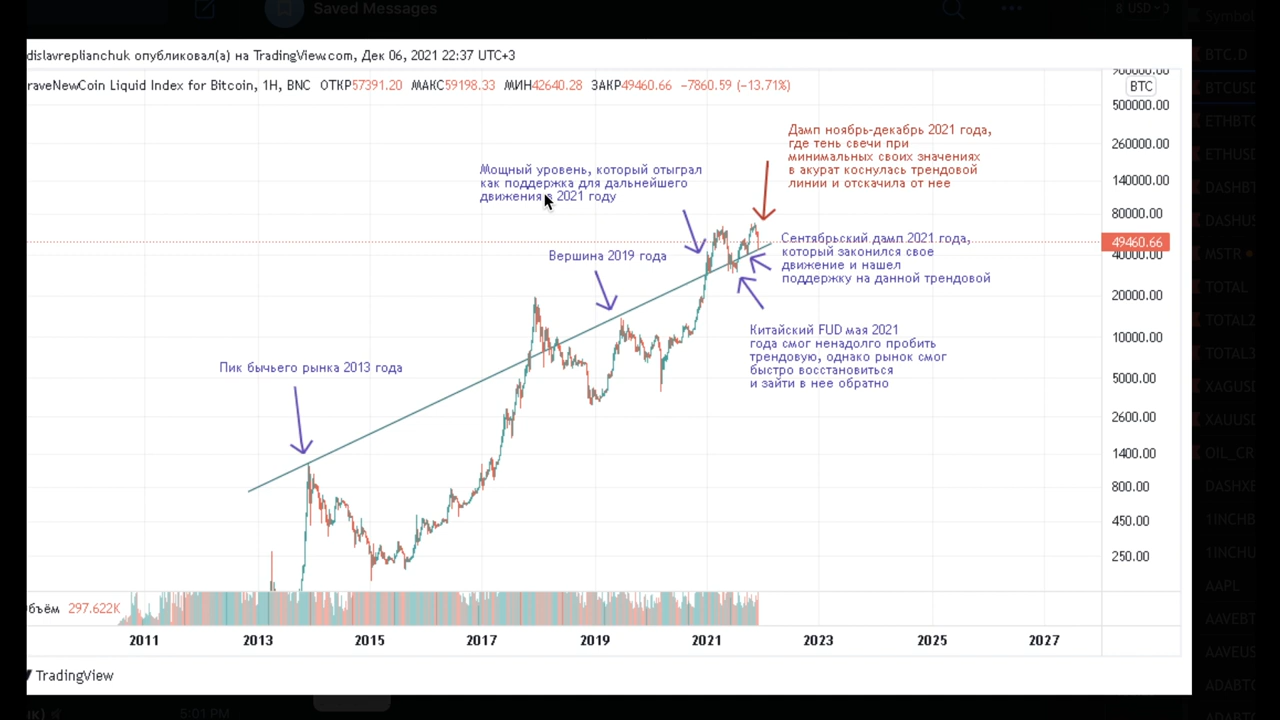 Saved Messages
8 USD
Symbol
dislavreplianchuk опубликовал(а) на TradingView.com, Дек 06, 2021 22:37 UTC+3
raveNewCoin Liquid Index for Bitcoin, 1Н, BNC ОТКР57391.20 МАКС59198.33 МИН42640.28 ЗАКР49460.66 −7860.59 (−13.71%)
BTC
500000.00
260000.00
140000.00
80000.00
49460.66
40000.00
20000.00
10000.00
5000.00
2600.00
1400.00
800.00
450.00
250.00
Дамп ноябрь-декабрь 2021 года,
где тень свечи при
минимальных своих значениях
в акурат коснулась трендовой
линии и отскачила от нее
Мощный уровень, который отыграл
как поддержка для дальнейшего
движения в 2021 году
Вершина 2019 года
Сентябрьский дамп 2021 года,
который законился свое
движение и нашел
поддержку на данной трендовой
Китайский FUD мая 2021
года смог ненадолго пробить
трендовую, однако рынок смог
быстро восстановиться
и зайти в нее обратно
Пик бычьего рынка 2013 года
бъём 297.622K
2011 2013 2015 2017 2019 2021 2023 2025 2027
TradingView
5:01 PM
BTC.D
BTCUSD
ETHBTC
ETHUSD
DASHBT
DASHUS
MSTR
TOTAL
TOTAL2
TOTAL3
XAGUSD
XAUUSD
OIL_CR
DASHXB
1INCHB
1INCHU
AAPL
AAVEBT
AAVEUS
ADABTC